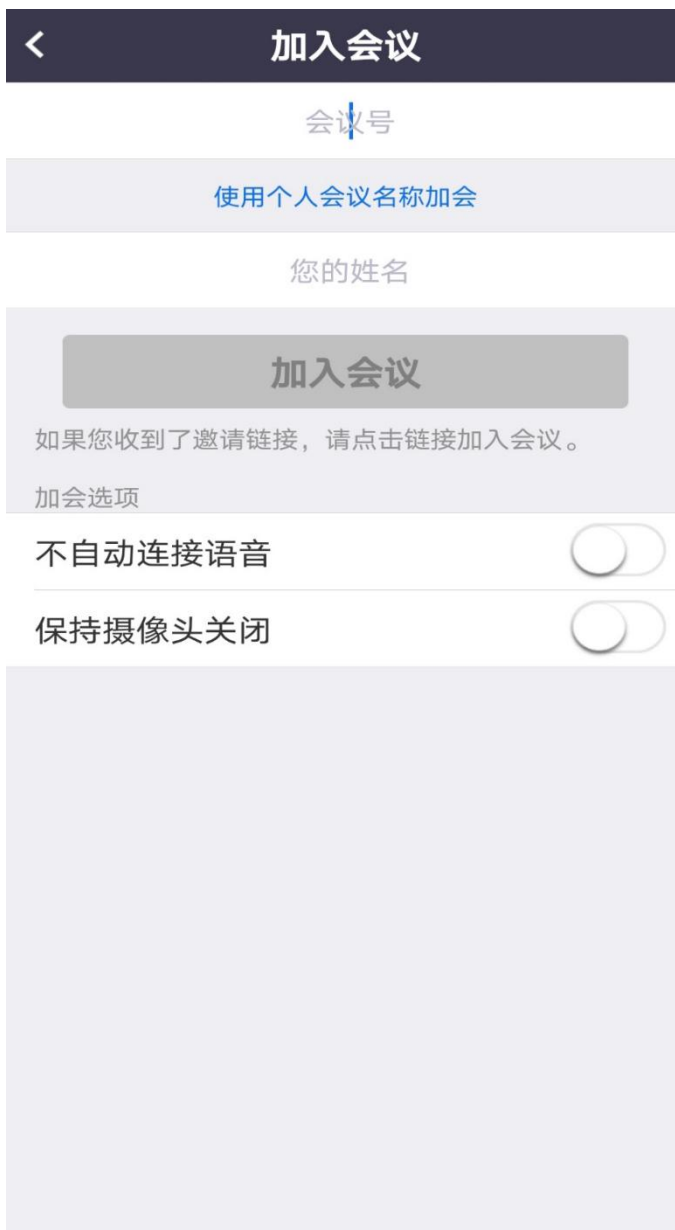 加入会议
会议号
使用个人会议名称加会
您的姓名
加入会议
如果您收到了邀请链接，请点击链接加入会议。
加会选项
不自动连接语音
保持摄像头关闭